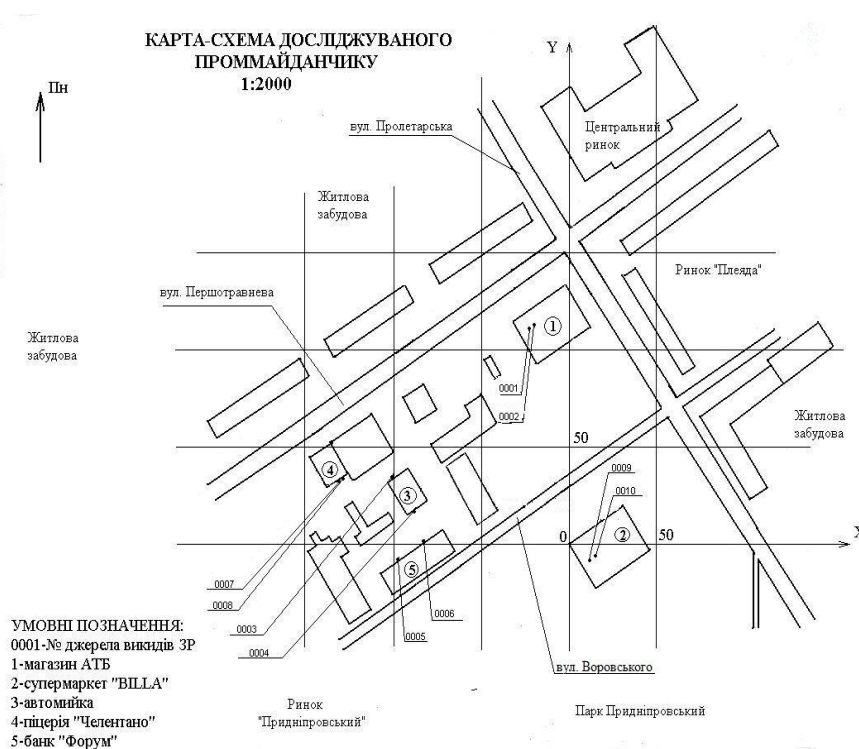 КАРТА-СХЕМА ДОСЛІДЖУВАНОГО
ПРОММАЙДАНЧИКУ
1:2000
Пн
Y
вул. Пролетарська
Центральний
ринок
Житлова
забудова
Ринок "Плеяда"
вул. Першотравнева
Житлова
забудова
1
0001
0002
Житлова
забудова
50
4
3
0009
0010
0
2
50
X
5
0007
0008
0003
0004
0006
0005
УМОВНІ ПОЗНАЧЕННЯ:
0001-№ джерела викидів ЗР
1-магазин АТБ
2-супермаркет "BILLA"
3-автомийка
4-піцерія "Челентано"
5-банк "Форум"
вул. Воровського
Ринок
"Придніпровський"
Парк Придніпровський